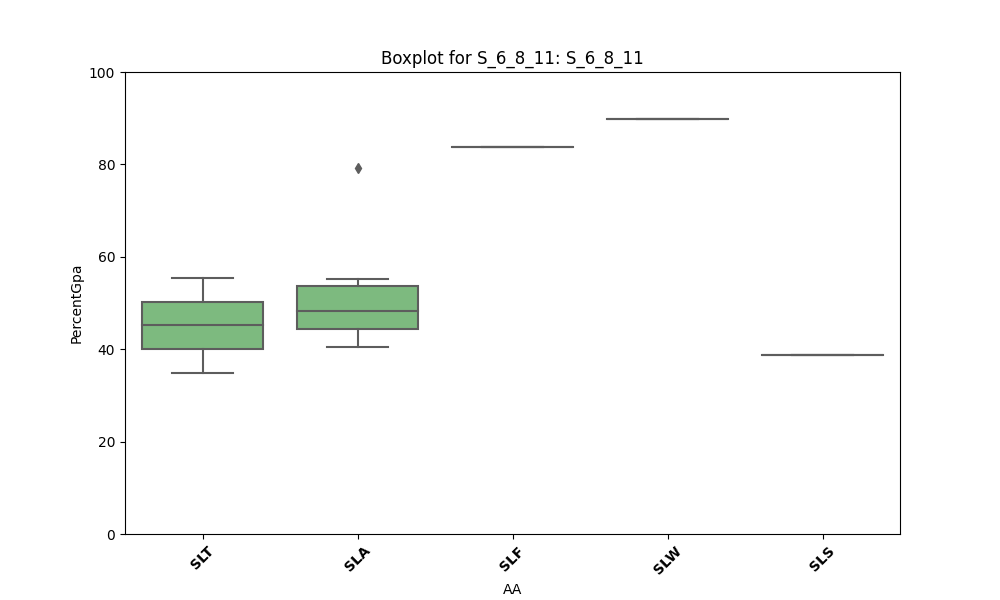 Boxplot for S_6_8_11: S_6_8_11
100
80
60
40
20
0
PercentGpa
SLT
SLA
SLF
SLW
SLS
AA